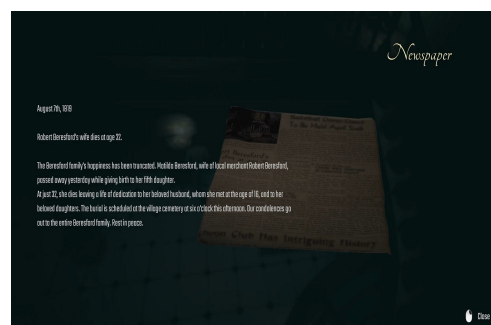 Newspaper
August 7th, 1919
Robert Beresford's wife dies at age 32.
The Beresford family's happiness has been truncated. Matilda Beresford, wife of local merchant Robert Beresford,
passed away yesterday while giving birth to her fifth daughter.
At just 32, she dies leaving a life of dedication to her beloved husband, whom she met at the age of 16, and to her
beloved daughters. The burial is scheduled at the village cemetery at six o'clock this afternoon. Our condolences go
out to the entire Beresford family. Rest in peace.
Close